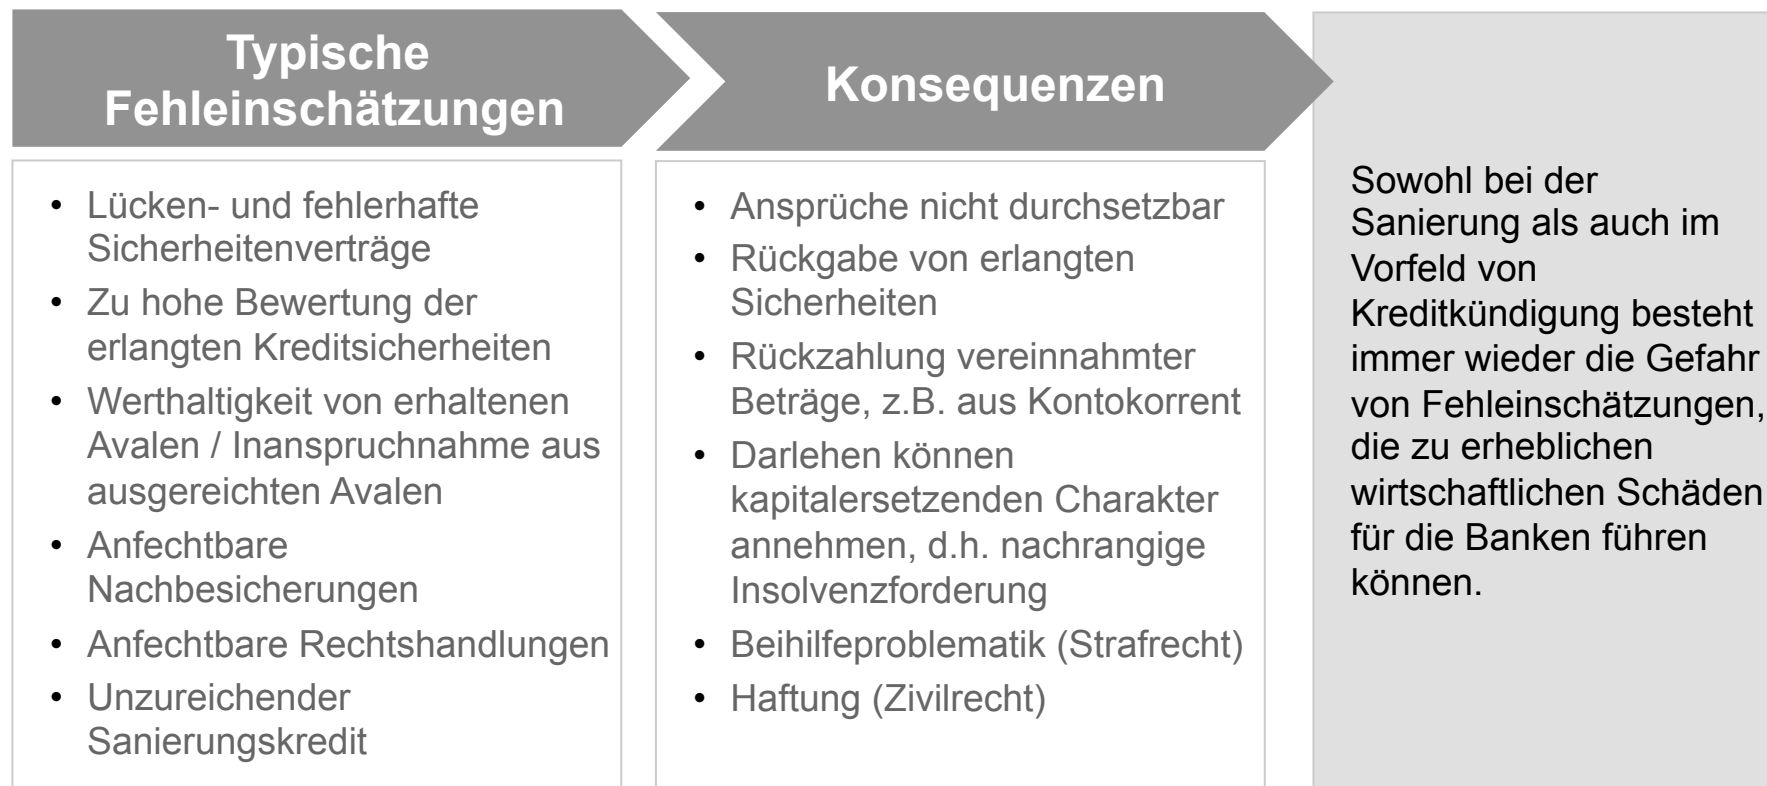 Typische
Fehleinschätzungen
• Lücken- und fehlerhafte
Sicherheitenverträge
• Zu hohe Bewertung der
erlangten Kreditsicherheiten
• Werthaltigkeit von erhaltenen
Avalen / Inanspruchnahme aus
ausgereichten Avalen
• Anfechtbare
Nachbesicherungen
• Anfechtbare Rechtshandlungen
• Unzureichender
Sanierungskredit
Konsequenzen
• Ansprüche nicht durchsetzbar
• Rückgabe von erlangten
Sicherheiten
• Rückzahlung vereinnahmter
Beträge, z.B. aus Kontokorrent
• Darlehen können
kapitalersetzenden Charakter
annehmen, d.h. nachrangige
Insolvenzforderung
• Beihilfeproblematik (Strafrecht)
• Haftung (Zivilrecht)
Sowohl bei der
Sanierung als auch im
Vorfeld von
Kreditkündigung besteht
immer wieder die Gefahr
von Fehleinschätzungen,
die zu erheblichen
wirtschaftlichen Schäden
für die Banken führen
können.